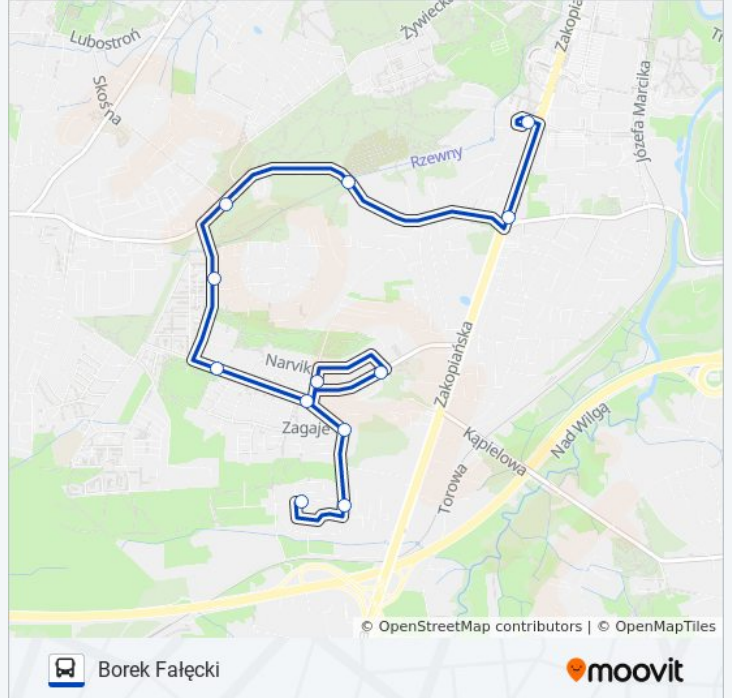 Lubostroń
Żywiecka
Zakopia
Skośna
Józefa Marcika
Rzewny
Narvik
Zakopiańska
Zagaje
Kąpielowa
Nad Wilgą
Torowa
© OpenStreetMap contributors | © OpenMapTiles
Borek Fałęcki
moovit